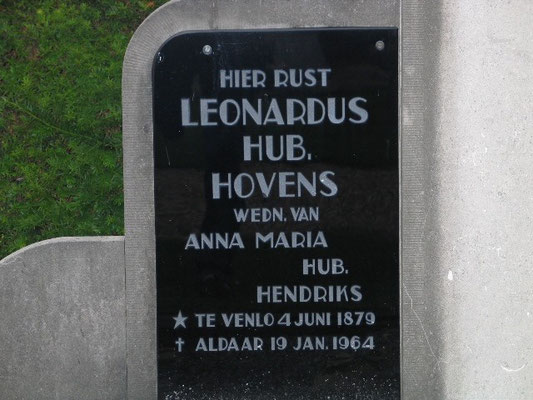 HIER RUST
LEONARDUS
HUB.
HOVENS
WEDN. VAN
ANNA MARIA
HUB.
HENDRIKS
★ TE VENLO 4 JUNI 1879
† ALDAAR 19 JAN. 1964